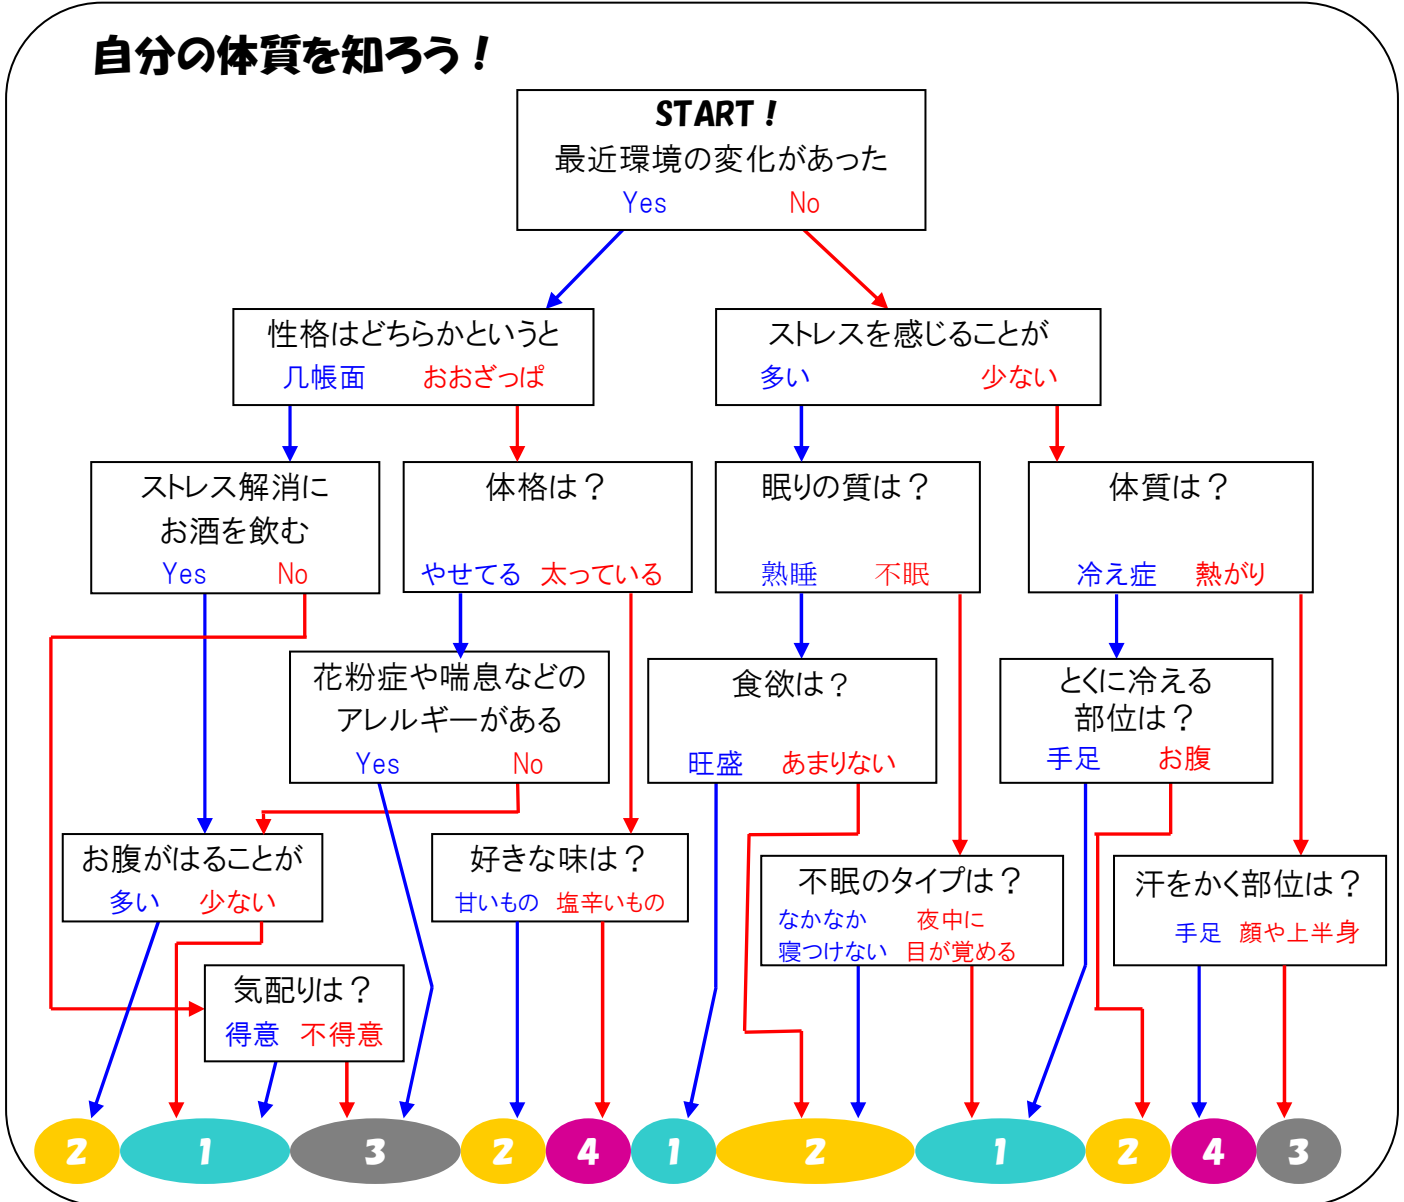 自分の体質を知ろう！
START！
最近環境の変化があった
Yes No
性格はどちらかというと
几帳面 おおざっぱ
ストレスを感じることが
多い 少ない
ストレス解消に
お酒を飲む
Yes No
体格は？
やせてる 太っている
眠りの質は？
熟睡 不眠
体質は？
冷え症 熱がり
花粉症や喘息などの
アレルギーがある
Yes No
食欲は？
旺盛 あまりない
とくに冷える
部位は？
手足 お腹
お腹がはることが
多い 少ない
好きな味は？
甘いもの 塩辛いもの
不眠のタイプは？
なかなか 夜中に
寝つけない 目が覚める
汗をかく部位は？
手足 顔や上半身
気配りは？
得意 不得意
2 1 3 2 4 1 2 1 2 4 3